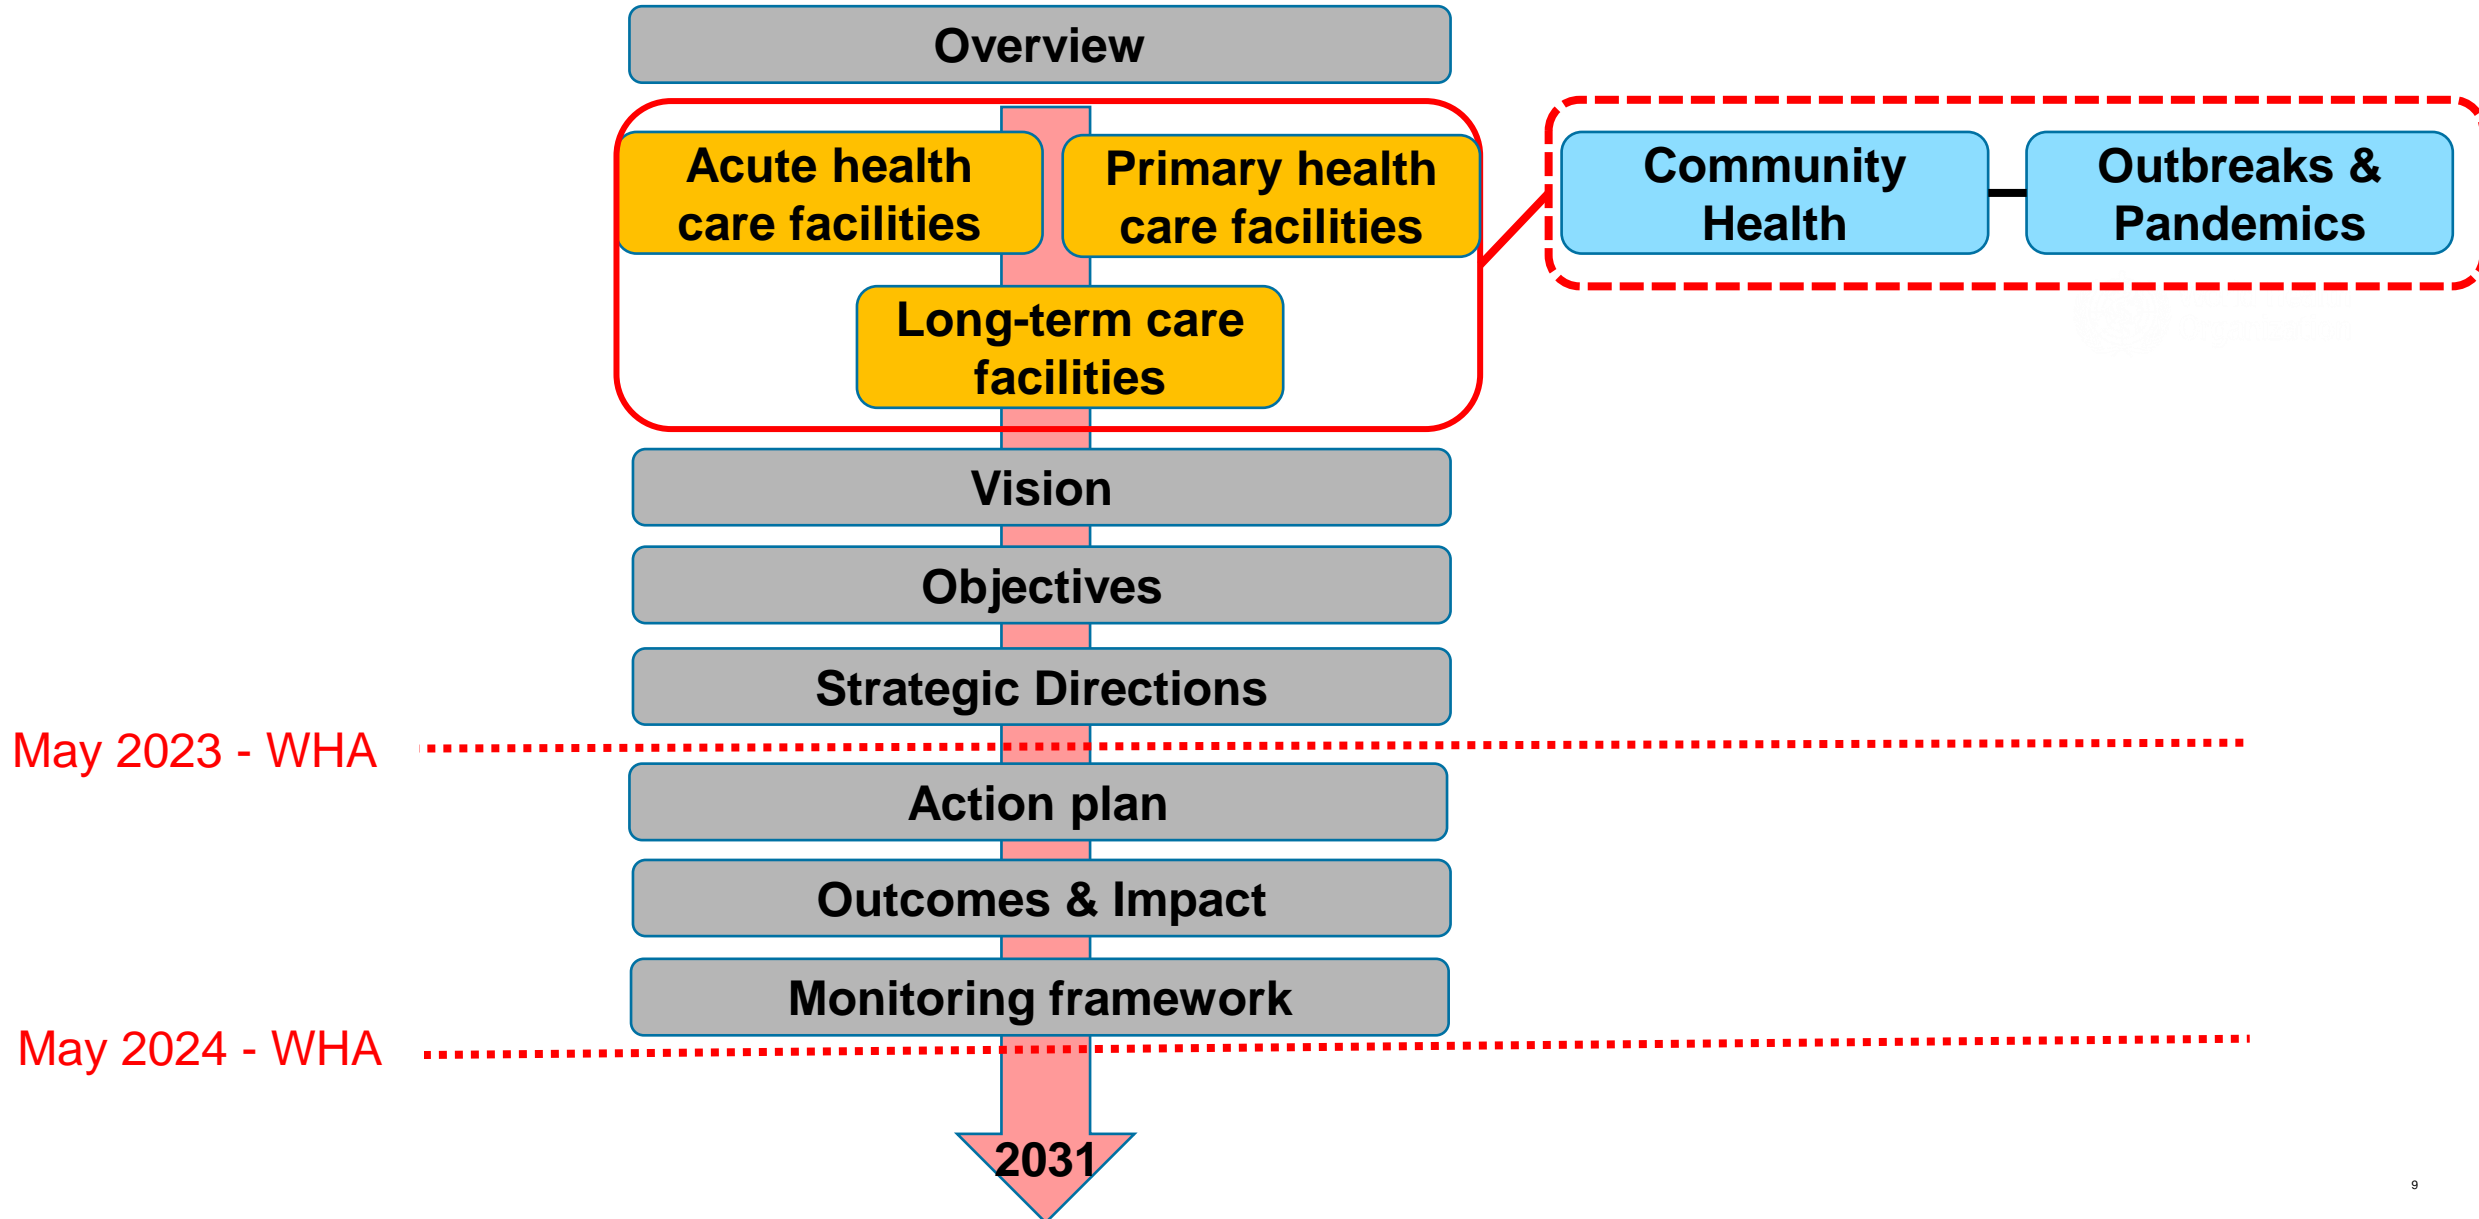 Overview
Acute health
care facilities
Primary health
care facilities
Community
Health
Outbreaks &
Pandemics
Long-term care
facilities
Vision
Objectives
Strategic Directions
May 2023 - WHA
Action plan
Outcomes & Impact
Monitoring framework
May 2024 - WHA
2031
9